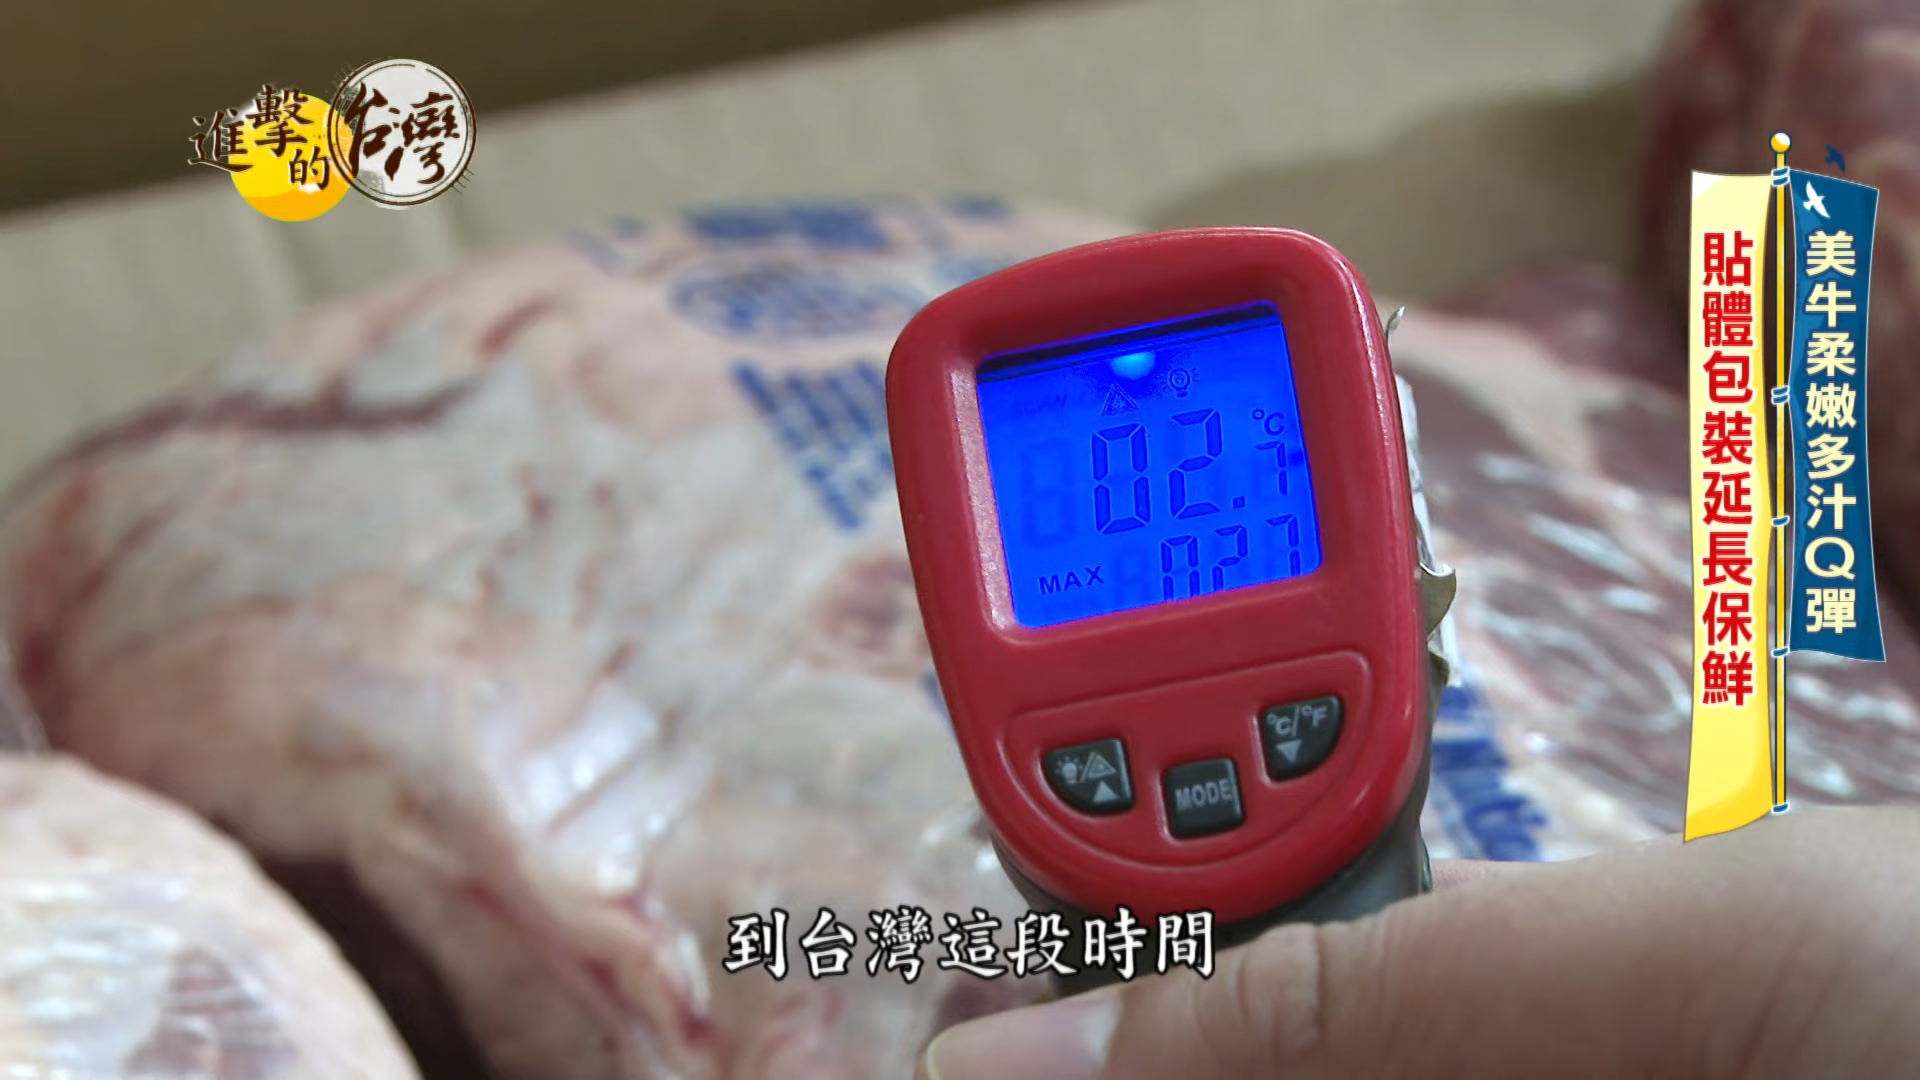 進擊的台灣
美牛柔嫩多汁Q彈
貼體包裝延長保鮮
SCAN
°C
02.7
MAX 02.7
°C/°F
MODE
到台灣這段時間